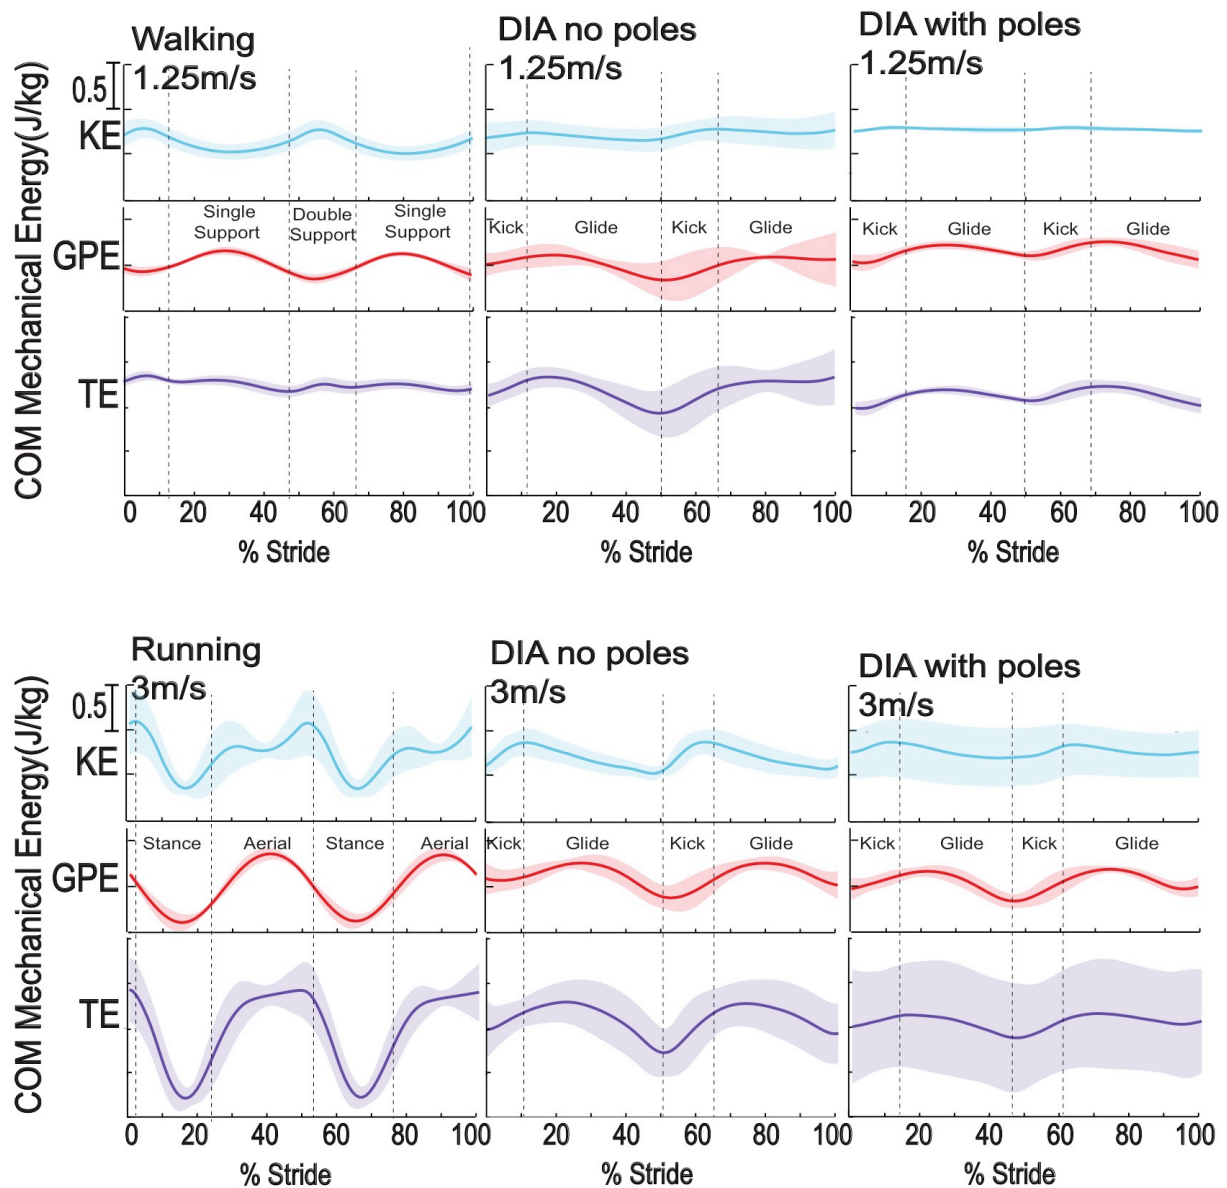 COM Mechanical Energy(J/kg)
Walking
1.25m/s
DIA no poles
1.25m/s
DIA with poles
1.25m/s
0.5
KE
GPE
TE
Single
Support
Double
Support
Single
Support
Kick
Glide
Kick
Glide
Kick
Glide
Kick
Glide
0 20 40 60 80 100
20 40 60 80 100
20 40 60 80 100
% Stride
% Stride
% Stride
COM Mechanical Energy(J/kg)
Running
3m/s
DIA no poles
3m/s
DIA with poles
3m/s
0.5
KE
GPE
TE
Stance
Aerial
Stance
Aerial
Kick
Glide
Kick
Glide
Kick
Glide
Kick
Glide
0 20 40 60 80 100
20 40 60 80 100
20 40 60 80 100
% Stride
% Stride
% Stride